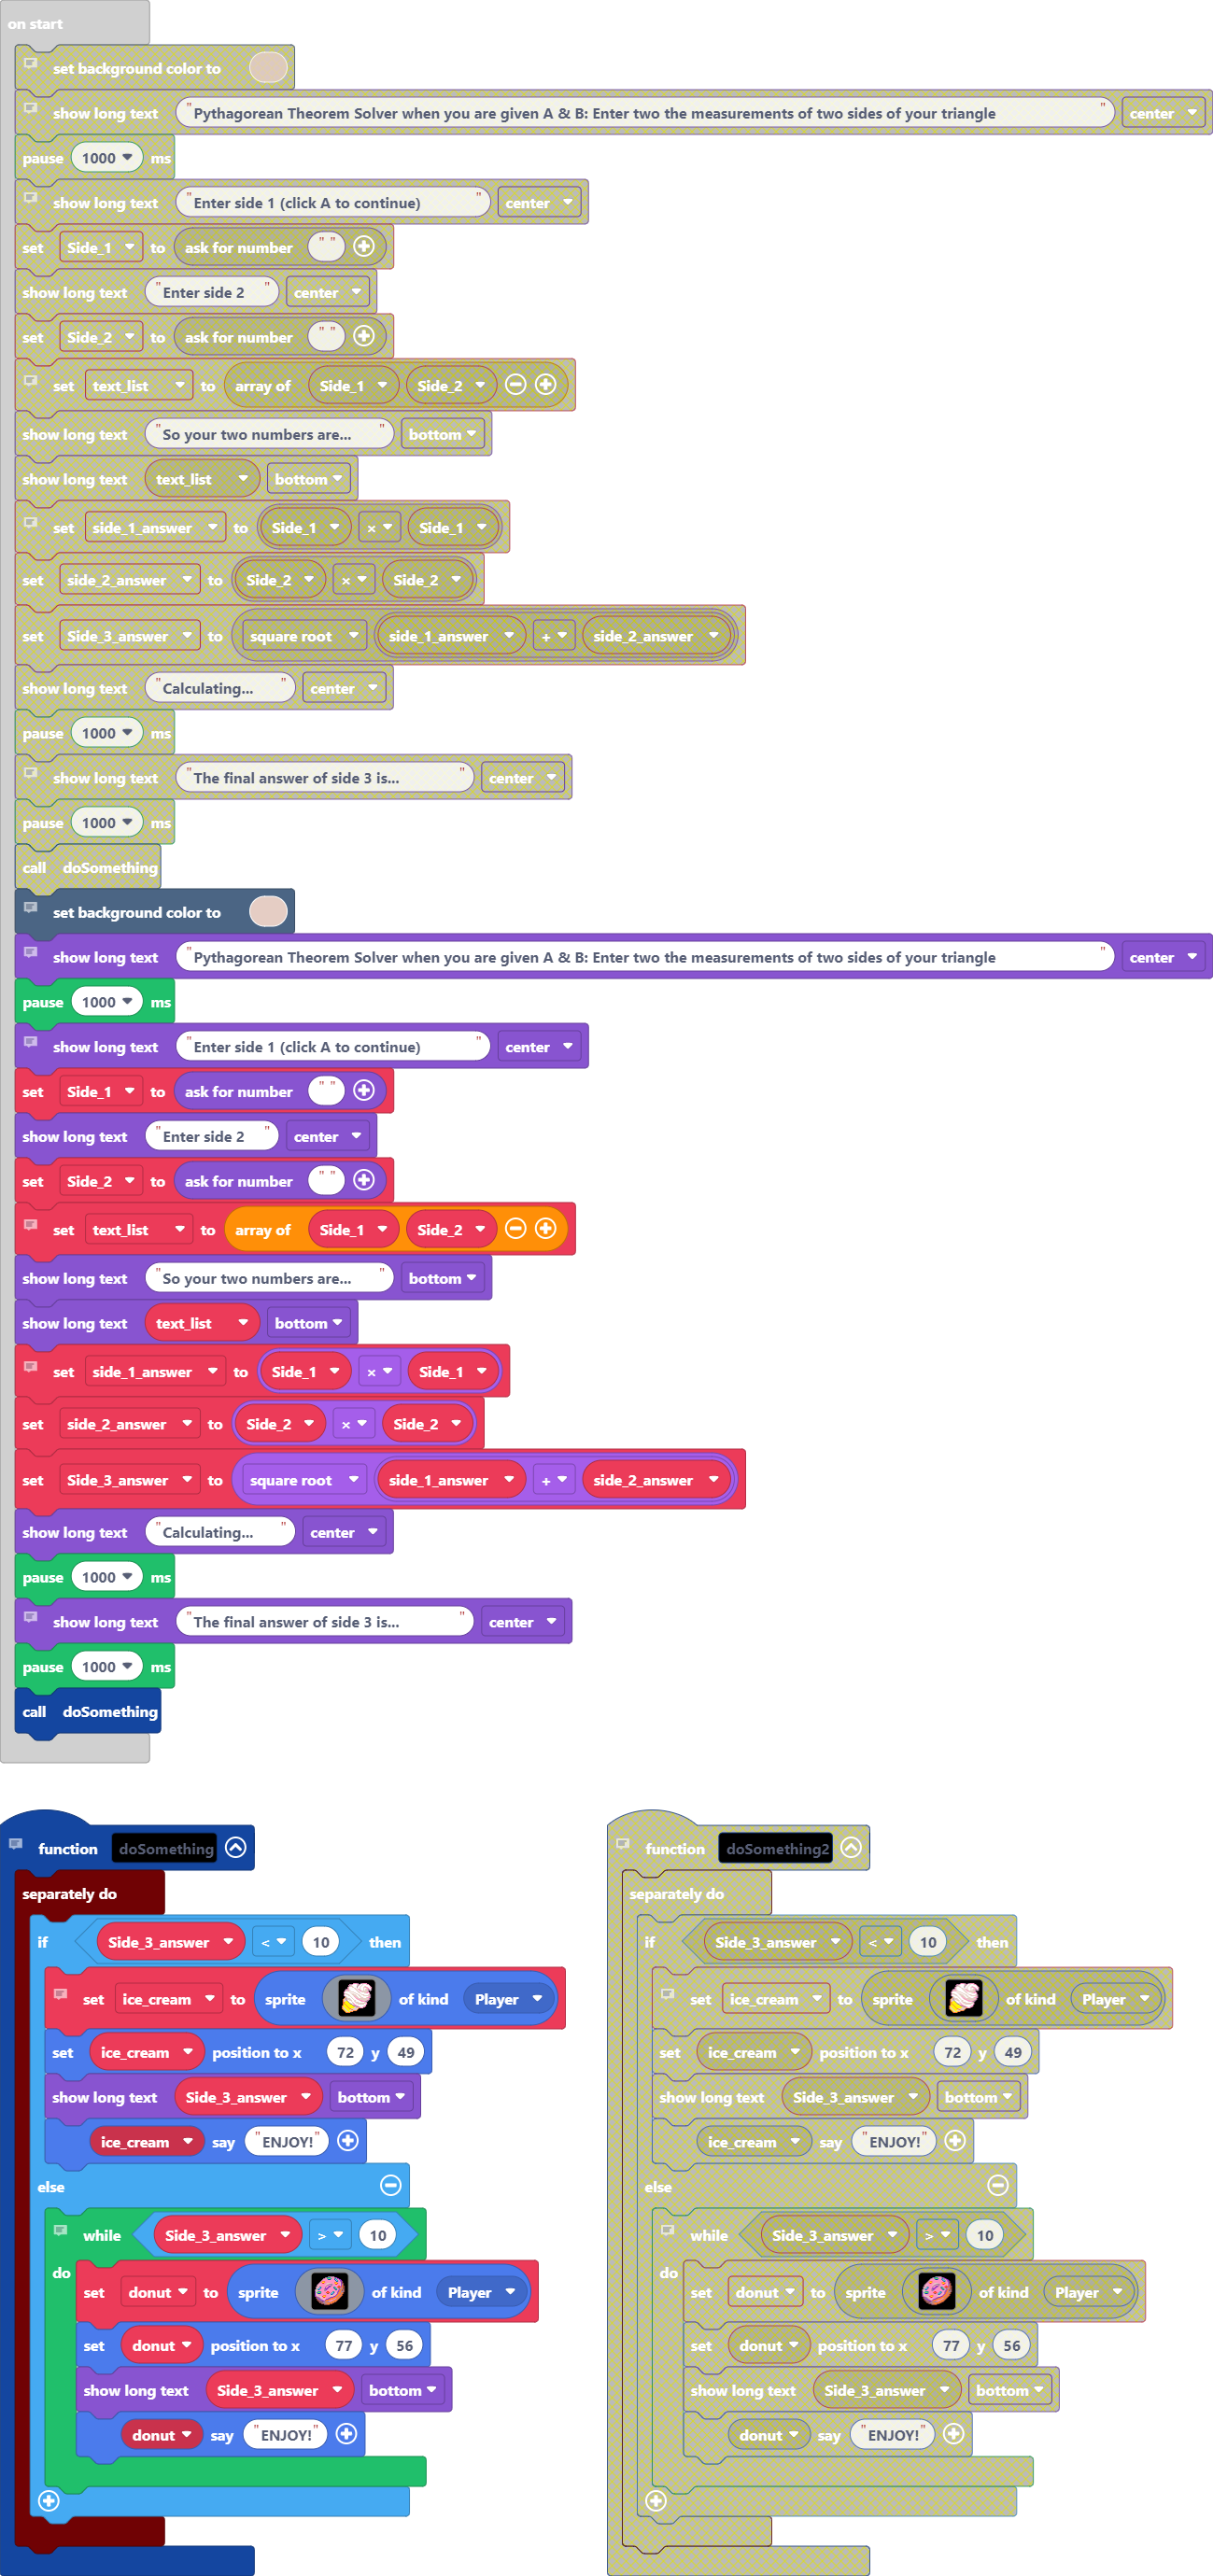 on start
set background color to
show long text "Pythagorean Theorem Solver when you are given A & B: Enter two the measurements of two sides of your triangle" center
pause 1000 ms
show long text "Enter side 1 (click A to continue)" center
set Side_1 to ask for number " "
show long text "Enter side 2" center
set Side_2 to ask for number " "
set text_list to array of Side_1 Side_2
show long text "So your two numbers are..." bottom
show long text text_list bottom
set side_1_answer to Side_1 × Side_1
set side_2_answer to Side_2 × Side_2
set Side_3_answer to square root side_1_answer + side_2_answer
show long text "Calculating..." center
pause 1000 ms
show long text "The final answer of side 3 is..." center
pause 1000 ms
call doSomething
set background color to
show long text "Pythagorean Theorem Solver when you are given A & B: Enter two the measurements of two sides of your triangle" center
pause 1000 ms
show long text "Enter side 1 (click A to continue)" center
set Side_1 to ask for number " "
show long text "Enter side 2" center
set Side_2 to ask for number " "
set text_list to array of Side_1 Side_2
show long text "So your two numbers are..." bottom
show long text text_list bottom
set side_1_answer to Side_1 × Side_1
set side_2_answer to Side_2 × Side_2
set Side_3_answer to square root side_1_answer + side_2_answer
show long text "Calculating..." center
pause 1000 ms
show long text "The final answer of side 3 is..." center
pause 1000 ms
call doSomething
function doSomething
separately do
if Side_3_answer < 10 then
set ice_cream to sprite of kind Player
set ice_cream position to x 72 y 49
show long text Side_3_answer bottom
ice_cream say "ENJOY!"
else
while Side_3_answer > 10
do
set donut to sprite of kind Player
set donut position to x 77 y 56
show long text Side_3_answer bottom
donut say "ENJOY!"
function doSomething2
separately do
if Side_3_answer < 10 then
set ice_cream to sprite of kind Player
set ice_cream position to x 72 y 49
show long text Side_3_answer bottom
ice_cream say "ENJOY!"
else
while Side_3_answer > 10
do
set donut to sprite of kind Player
set donut position to x 77 y 56
show long text Side_3_answer bottom
donut say "ENJOY!"